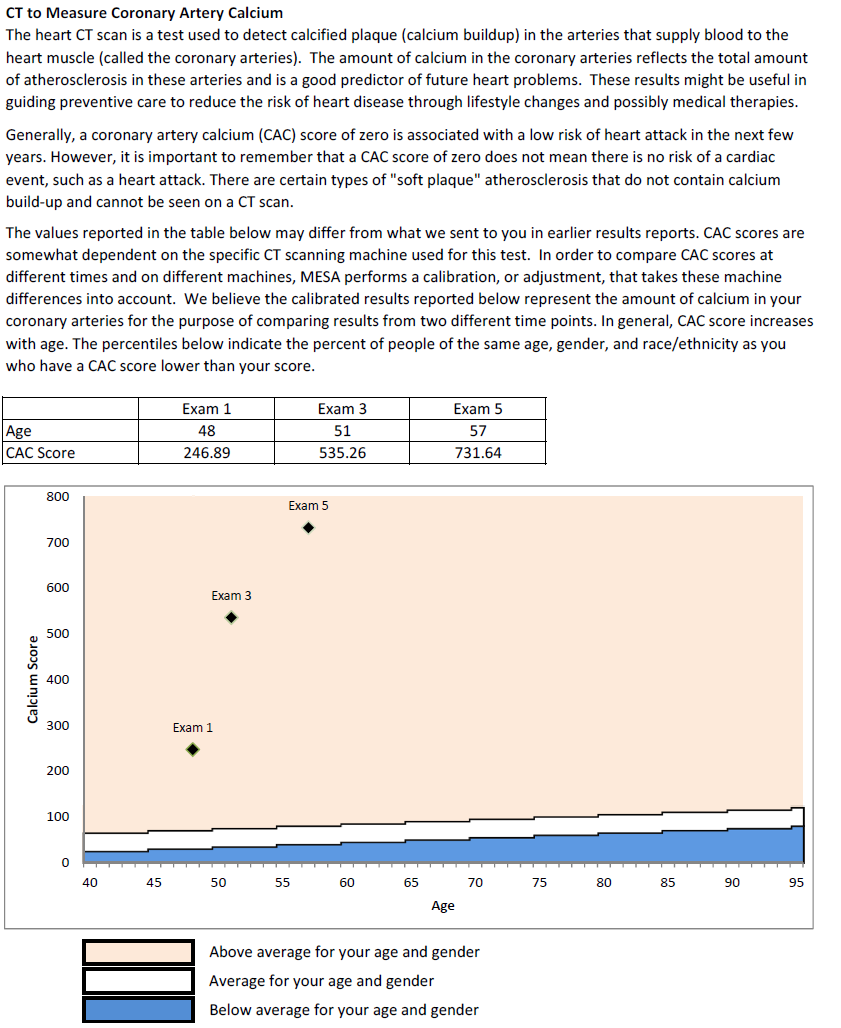 CT to Measure Coronary Artery Calcium
The heart CT scan is a test used to detect calcified plaque (calcium buildup) in the arteries that supply blood to the
heart muscle (called the coronary arteries).  The amount of calcium in the coronary arteries reflects the total amount
of atherosclerosis in these arteries and is a good predictor of future heart problems.  These results might be useful in
guiding preventive care to reduce the risk of heart disease through lifestyle changes and possibly medical therapies.
Generally, a coronary artery calcium (CAC) score of zero is associated with a low risk of heart attack in the next few
years. However, it is important to remember that a CAC score of zero does not mean there is no risk of a cardiac
event, such as a heart attack. There are certain types of "soft plaque" atherosclerosis that do not contain calcium
build-up and cannot be seen on a CT scan.
The values reported in the table below may differ from what we sent to you in earlier results reports. CAC scores are
somewhat dependent on the specific CT scanning machine used for this test.  In order to compare CAC scores at
different times and on different machines, MESA performs a calibration, or adjustment, that takes these machine
differences into account.  We believe the calibrated results reported below represent the amount of calcium in your
coronary arteries for the purpose of comparing results from two different time points. In general, CAC score increases
with age. The percentiles below indicate the percent of people of the same age, gender, and race/ethnicity as you
who have a CAC score lower than your score.
Exam 1 Exam 3 Exam 5
Age 48 51 57
CAC Score 246.89 535.26 731.64
800
Exam 5
700
600
Exam 3
500
Calcium Score
400
300
Exam 1
200
100
0
40 45 50 55 60 65 70 75 80 85 90 95
Age
Above average for your age and gender
Average for your age and gender
Below average for your age and gender